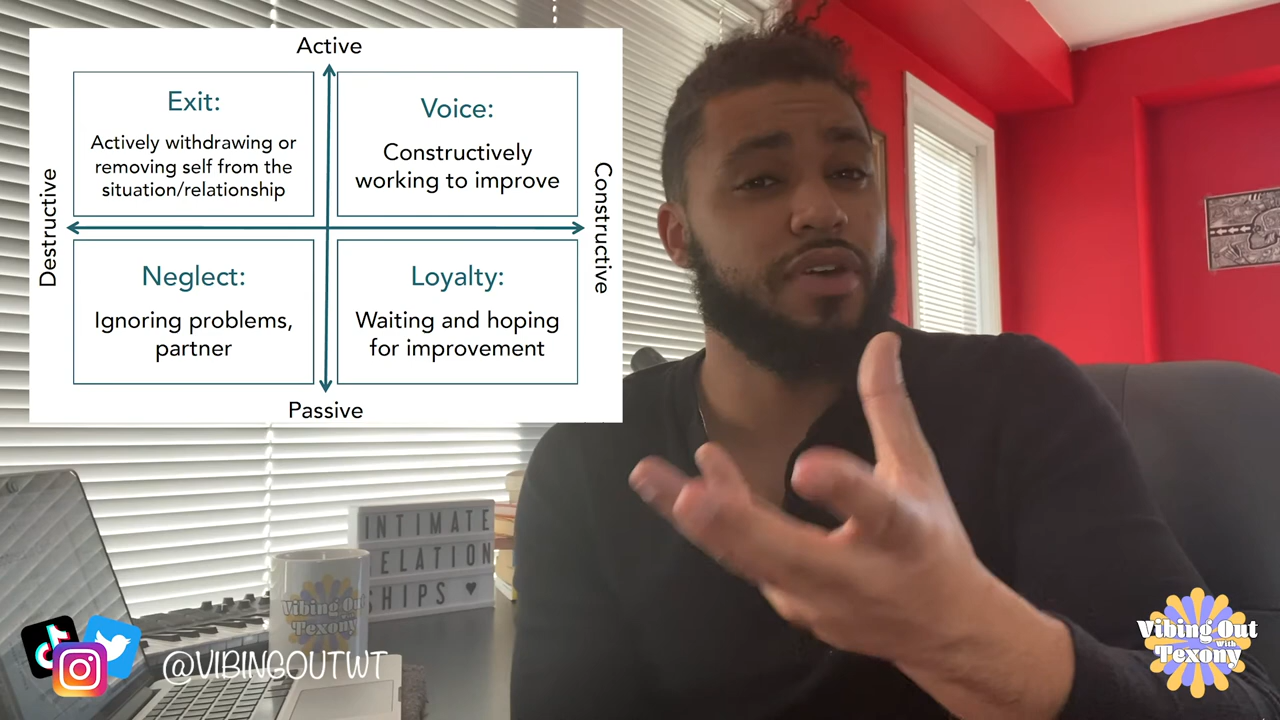 Active
Exit:
Actively withdrawing or
removing self from the
situation/relationship
Voice:
Constructively
working to improve
Destructive
Constructive
Neglect:
Ignoring problems,
partner
Loyalty:
Waiting and hoping
for improvement
Passive
INTIMATE
RELATION
SHIPS ♥
Vibing Out
With
Texony
@VIBINGOUTWT
Vibing Out
With
Texony